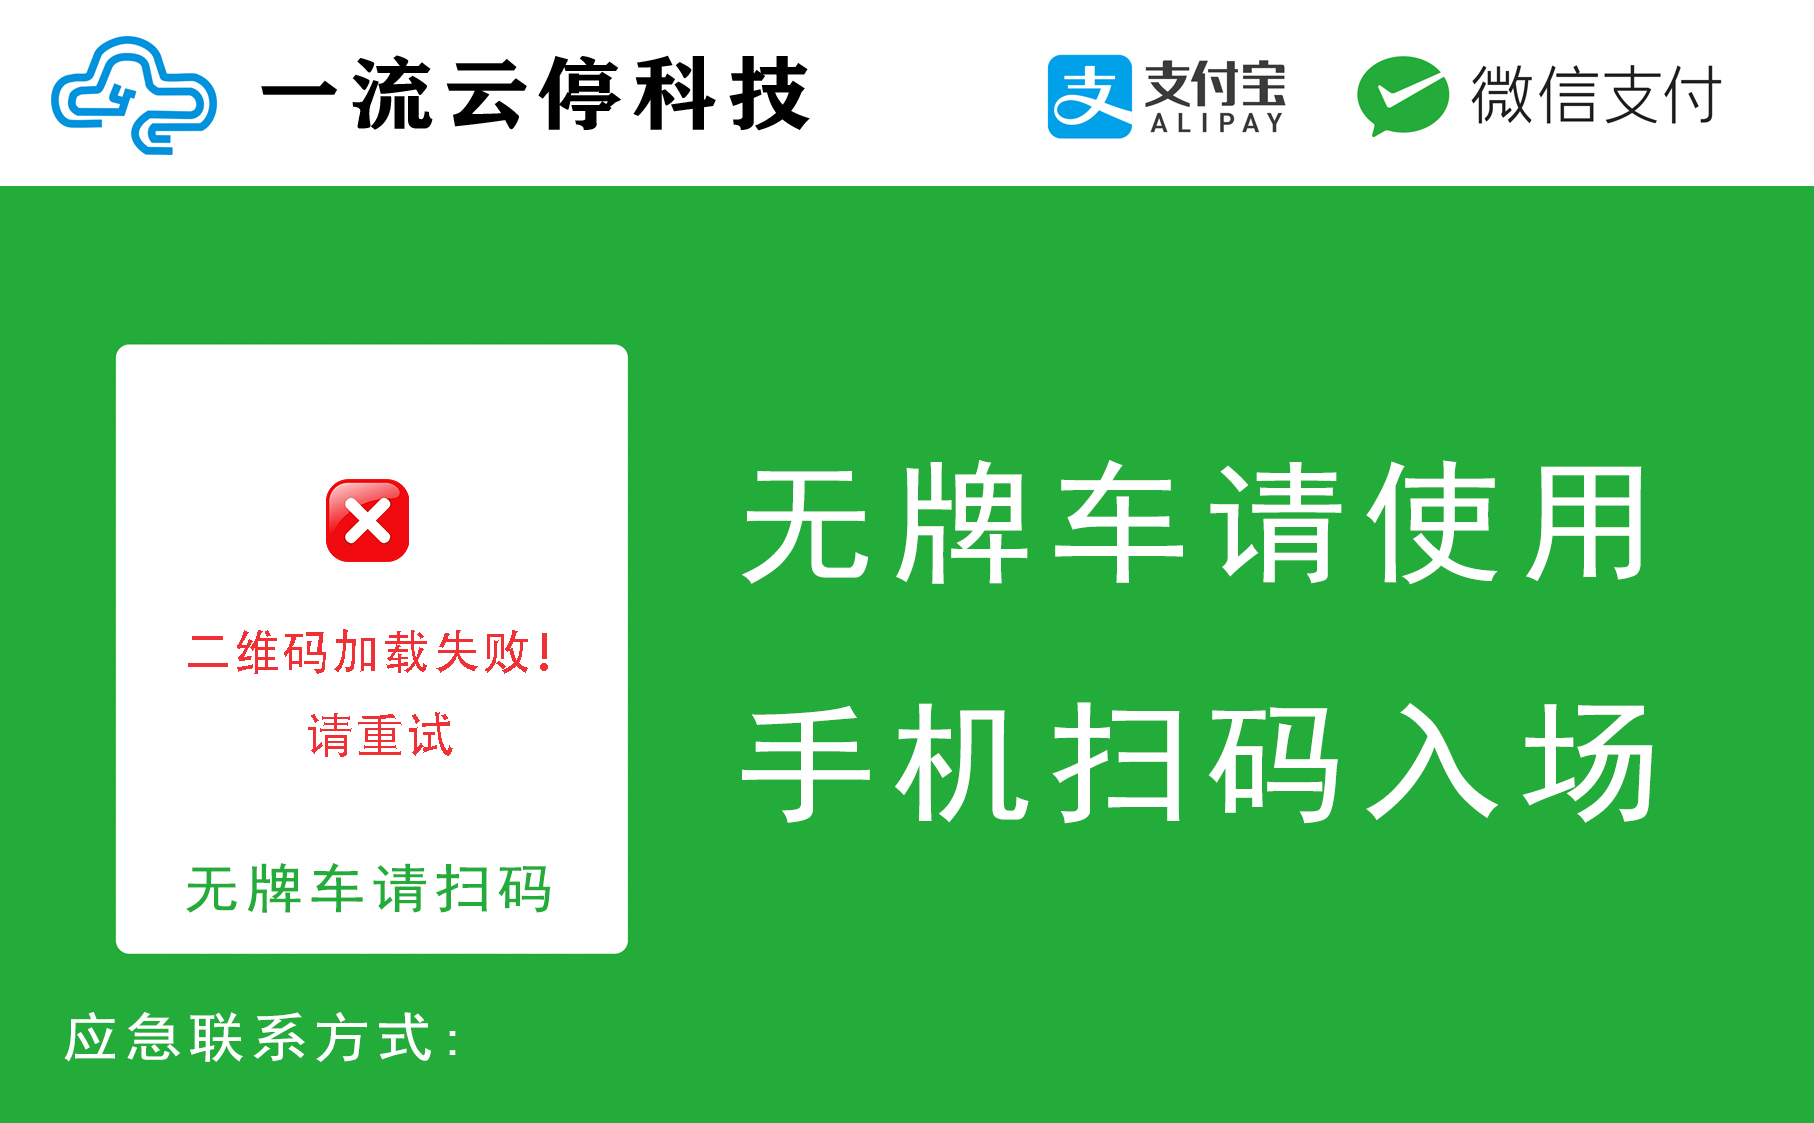 一流云停科技
支 支付宝 微信支付
ALIPAY
无牌车请使用
手机扫码入场
二维码加载失败!
请重试
无牌车请扫码
应急联系方式: